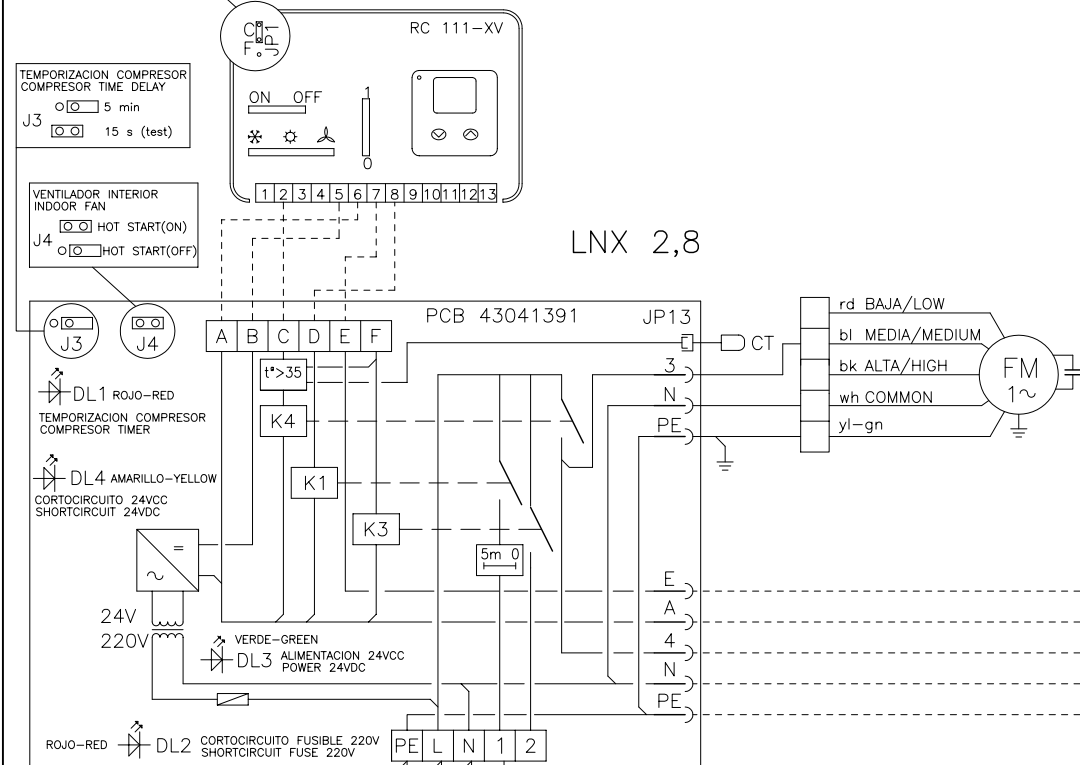 C
F
JP1
RC 111-XV
TEMPORIZACION COMPRESOR
COMPRESOR TIME DELAY
J3
5 min
15 s (test)
ON OFF
1
0
1 2 3 4 5 6 7 8 9 10 11 12 13
VENTILADOR INTERIOR
INDOOR FAN
J4
HOT START(ON)
HOT START(OFF)
LNX 2,8
J3
J4
A B C D E F
PCB 43041391
JP13
CT
rd BAJA/LOW
bl MEDIA/MEDIUM
bk ALTA/HIGH
wh COMMON
yl-gn
FM
1~
3
N
PE
tª>35
K4
K1
K3
5m 0
DL1 ROJO-RED
TEMPORIZACION COMPRESOR
COMPRESOR TIMER
DL4 AMARILLO-YELLOW
CORTOCIRCUITO 24VCC
SHORTCIRCUIT 24VDC
=
~
24V
220V
VERDE-GREEN
DL3 ALIMENTACION 24VCC
POWER 24VDC
E
A
4
N
PE
ROJO-RED DL2 CORTOCIRCUITO FUSIBLE 220V
SHORTCIRCUIT FUSE 220V
PE L N 1 2